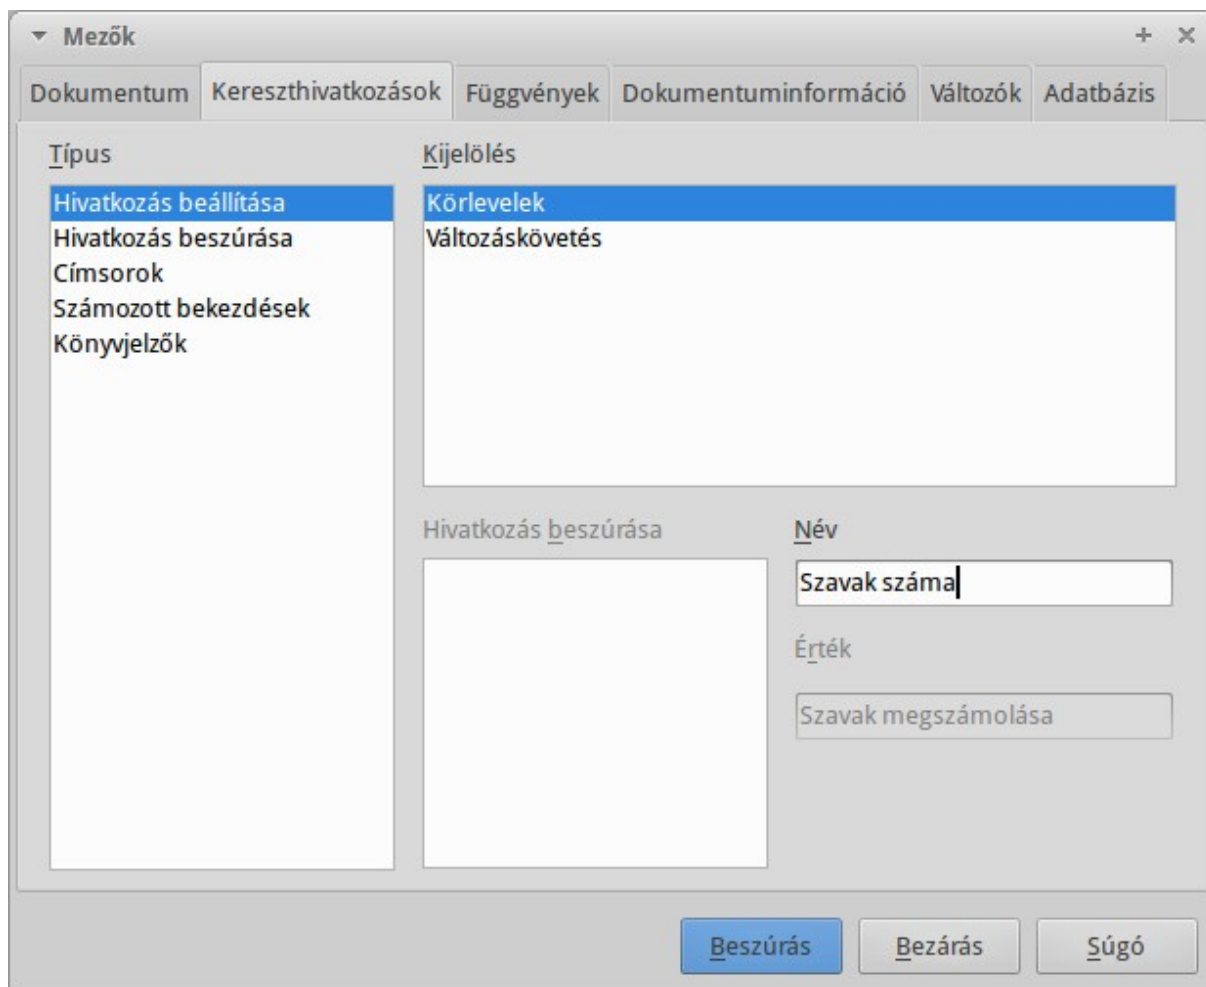 Mezők
Dokumentum Kereszthivatkozások Függvények Dokumentuminformáció Változók Adatbázis
Típus
Hivatkozás beállítása
Hivatkozás beszúrása
Címsorok
Számozott bekezdések
Könyvjelzők
Kijelölés
Körlevelek
Változáskövetés
Hivatkozás beszúrása
Név
Szavak száma
Érték
Szavak megszámolása
Beszúrás Bezárás Súgó